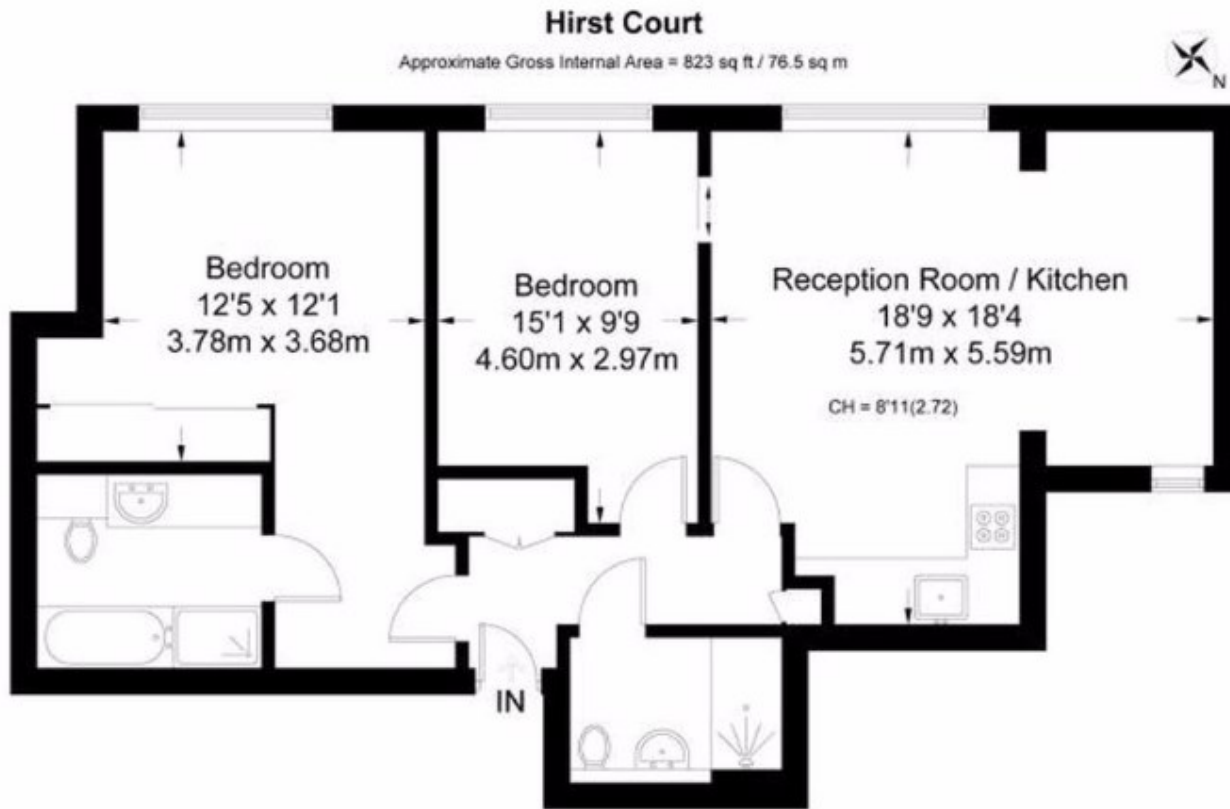 Hirst Court
Approximate Gross Internal Area = 823 sq ft / 76.5 sq m
N
Bedroom
12'5 x 12'1
3.78m x 3.68m
Bedroom
15'1 x 9'9
4.60m x 2.97m
Reception Room / Kitchen
18'9 x 18'4
5.71m x 5.59m
CH = 8'11(2.72)
IN